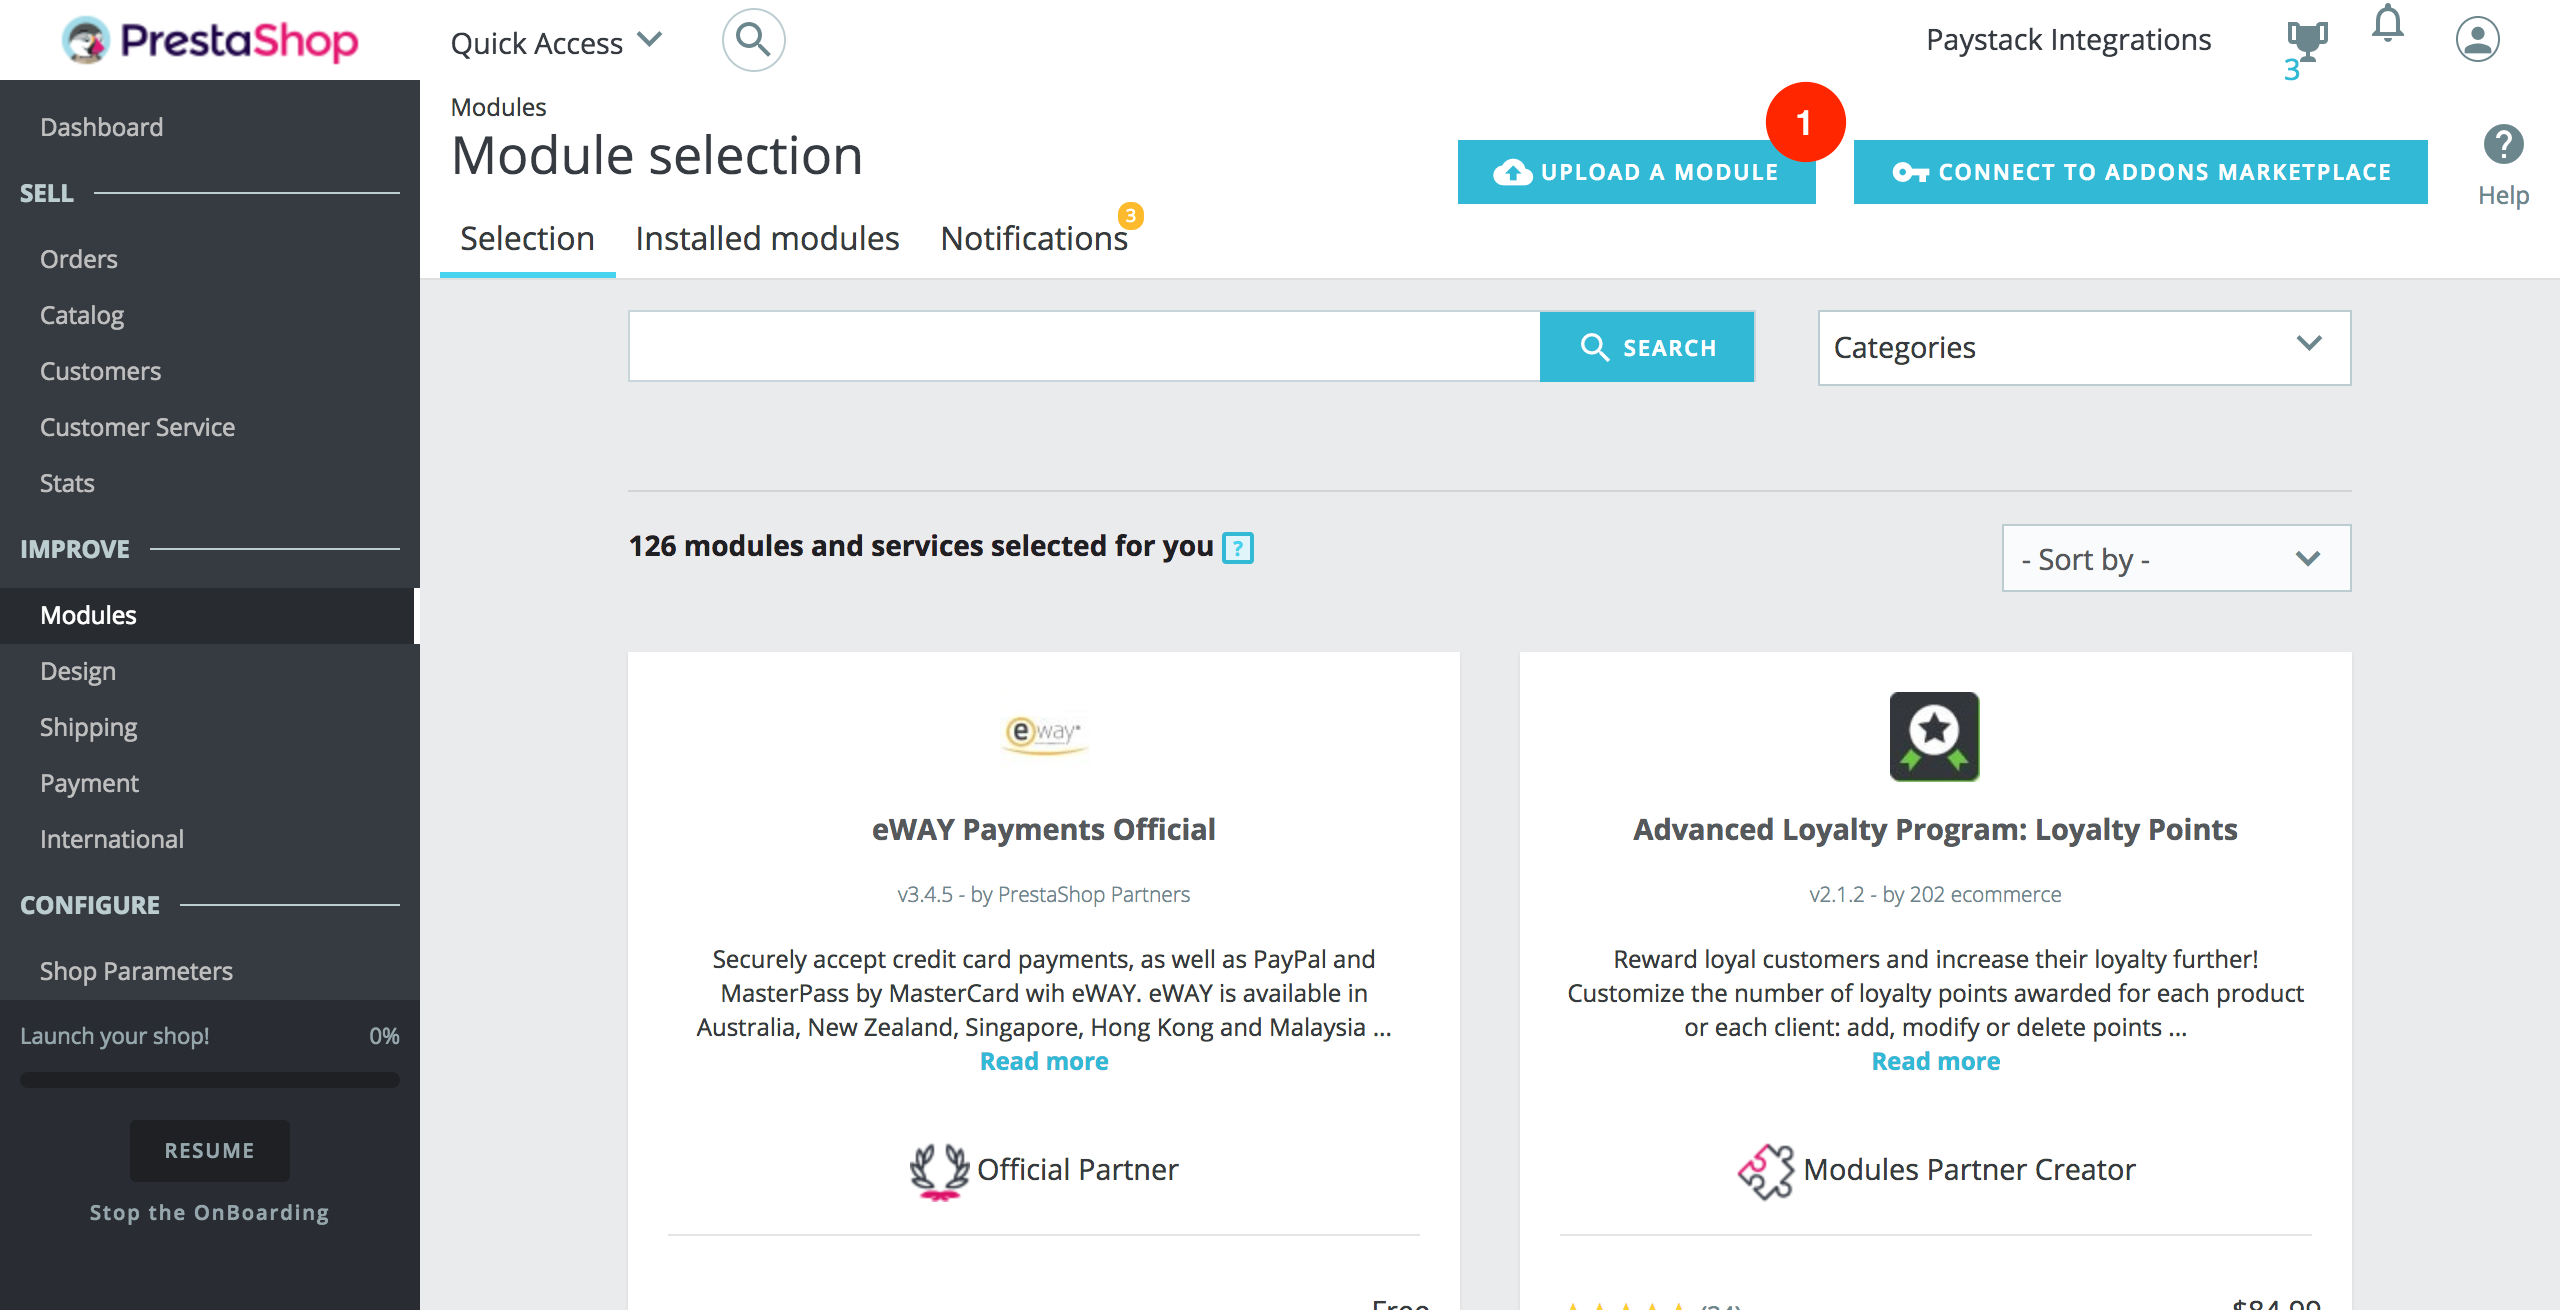 PrestaShop
Quick Access
Paystack Integrations
3
Modules
Module selection
1
UPLOAD A MODULE
CONNECT TO ADDONS MARKETPLACE
?
Help
Selection
Installed modules
Notifications
3
Dashboard
SELL
Orders
Catalog
Customers
Customer Service
Stats
IMPROVE
Modules
Design
Shipping
Payment
International
CONFIGURE
Shop Parameters
Launch your shop! 0%
RESUME
Stop the OnBoarding
SEARCH
Categories
126 modules and services selected for you ?
- Sort by -
eway
eWAY Payments Official
v3.4.5 - by PrestaShop Partners
Securely accept credit card payments, as well as PayPal and
MasterPass by MasterCard wih eWAY. eWAY is available in
Australia, New Zealand, Singapore, Hong Kong and Malaysia ...
Read more
Official Partner
Free
Advanced Loyalty Program: Loyalty Points
v2.1.2 - by 202 ecommerce
Reward loyal customers and increase their loyalty further!
Customize the number of loyalty points awarded for each product
or each client: add, modify or delete points ...
Read more
Modules Partner Creator